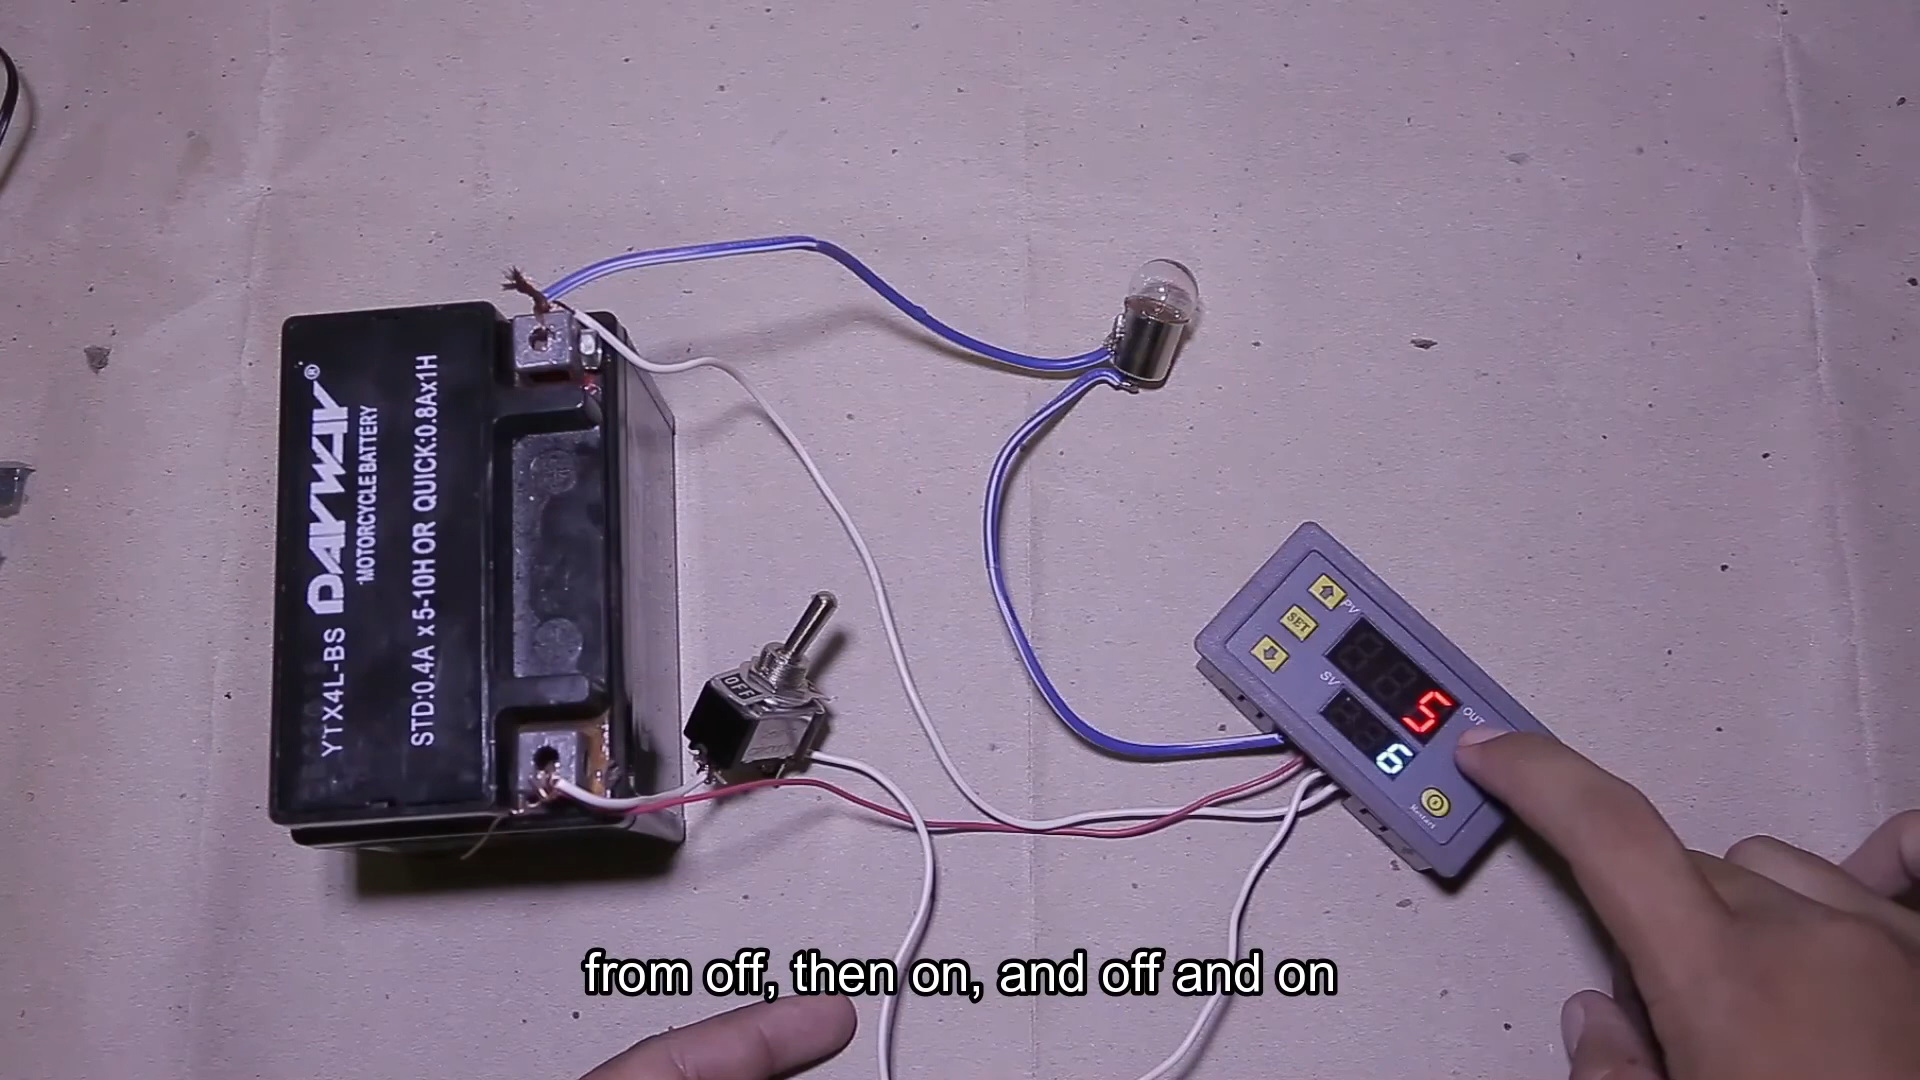 DAYWAY®
MOTORCYCLE BATTERY
YTX4L-BS
STD:0.4A x 5-10H OR QUICK:0.8Ax1H
OFF
PV
SET
SV
5
OUT
6
Restart
from off, then on, and off and on